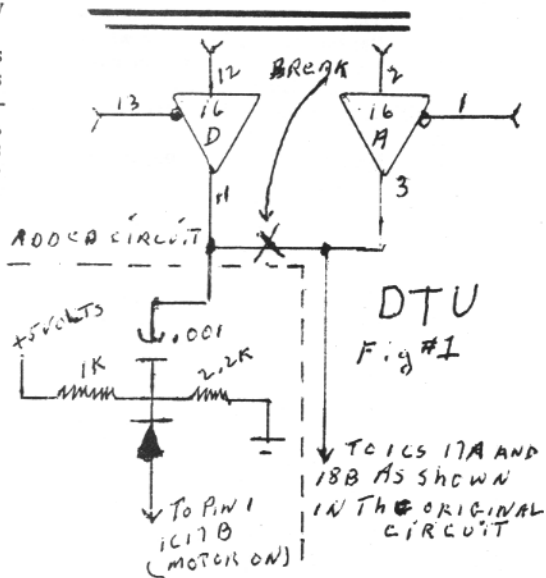 12
BREAK
2
13
16
D
16
A
1
11
3
ADDED CIRCUIT
DTU
Fig #1
+5VOLTS
.001
1K
2.2K
TO ICS 17A AND
18B AS SHOWN
IN THE ORIGINAL
CIRCUIT
TO PIN 1
IC17B
(MOTOR ON)